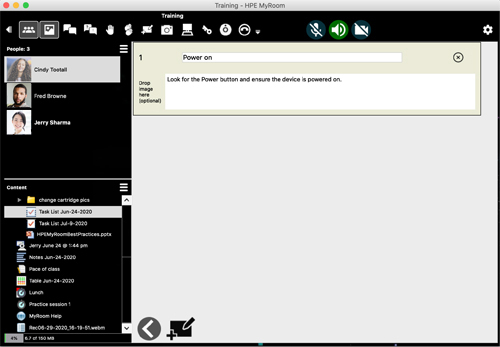 Training - HPE MyRoom
Training
People: 3
Cindy Tootall
Fred Browne
Jerry Sharma
1
Power on
Drop
image
here
(optional)
Look for the Power button and ensure the device is powered on.
Content
change cartridge pics
Task List Jun-24-2020
Task List Jul-9-2020
HPEMyRoomBestPractices.pptx
Jerry June 24 @ 1:44 pm
Notes Jun-24-2020
Pace of class
Table Jun-24-2020
Lunch
Practice session 1
MyRoom Help
Rec06-29-2020_16-19-51.webm
4%
6.7 of 150 MB